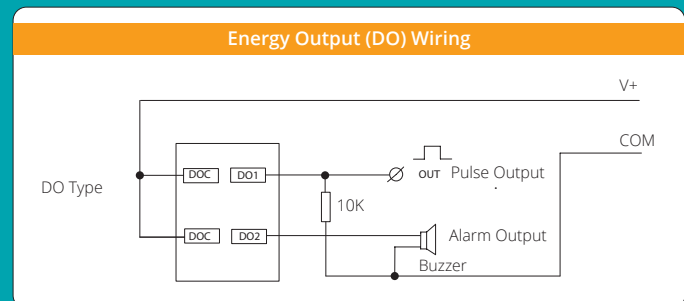 Energy Output (DO) Wiring
V+
COM
DOC DO1
OUT Pulse Output
DO Type
10K
DOC DO2
Alarm Output
Buzzer